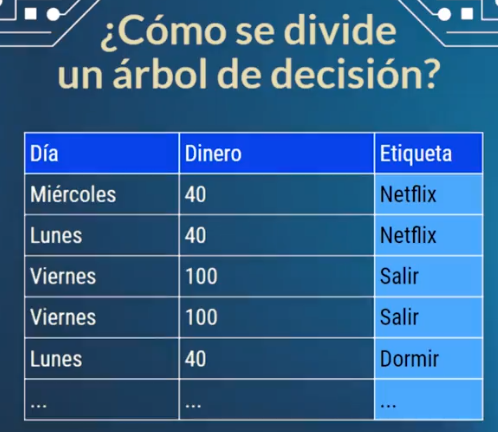 ¿Cómo se divide
un árbol de decisión?
Día Dinero Etiqueta
Miércoles 40 Netflix
Lunes 40 Netflix
Viernes 100 Salir
Viernes 100 Salir
Lunes 40 Dormir
... ... ...